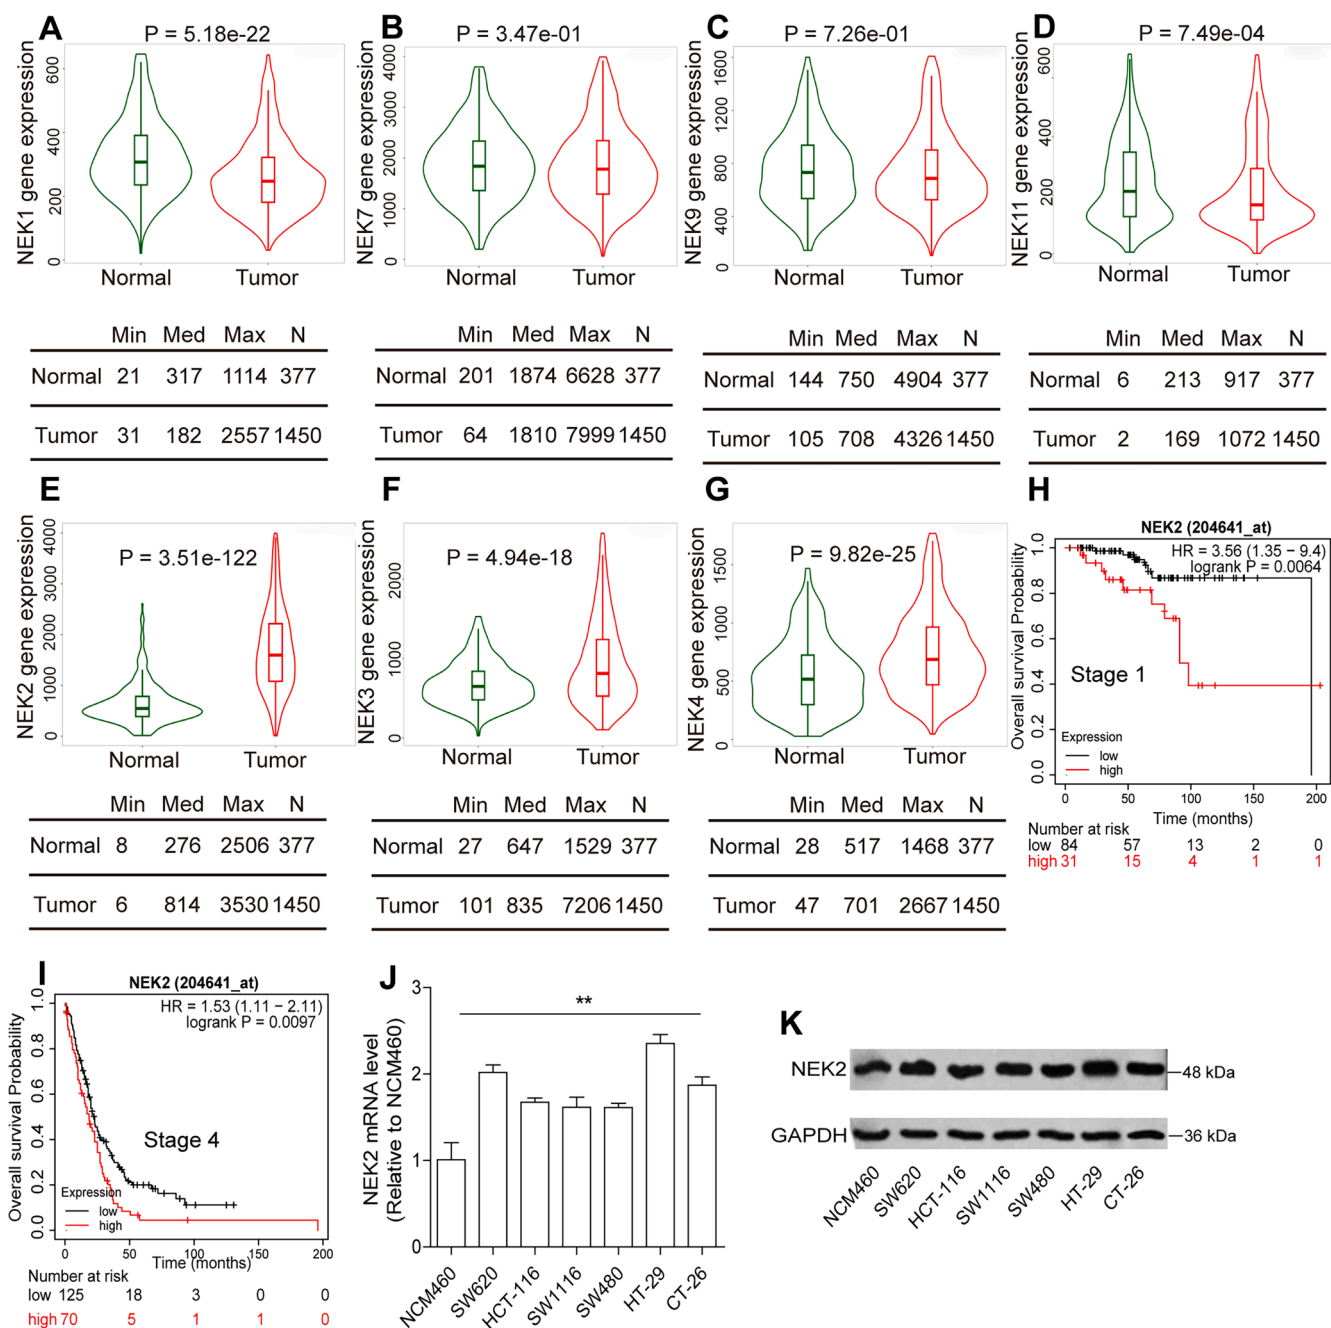 A
P = 5.18e-22
NEK1 gene expression
600
400
200
0
Normal Tumor
Min Med Max N
Normal 21 317 1114 377
Tumor 31 182 2557 1450
B
P = 3.47e-01
NEK7 gene expression
4000
3000
2000
1000
0
Normal Tumor
Min Med Max N
Normal 201 1874 6628 377
Tumor 64 1810 7999 1450
C
P = 7.26e-01
NEK9 gene expression
1600
1200
800
400
0
Normal Tumor
Min Med Max N
Normal 144 750 4904 377
Tumor 105 708 4326 1450
D
P = 7.49e-04
NEK11 gene expression
600
400
200
0
Normal Tumor
Min Med Max N
Normal 6 213 917 377
Tumor 2 169 1072 1450
E
P = 3.51e-122
NEK2 gene expression
4000
3000
2000
1000
0
Normal Tumor
Min Med Max N
Normal 8 276 2506 377
Tumor 6 814 3530 1450
F
P = 4.94e-18
NEK3 gene expression
2000
1000
0
Normal Tumor
Min Med Max N
Normal 27 647 1529 377
Tumor 101 835 7206 1450
G
P = 9.82e-25
NEK4 gene expression
1500
1000
500
0
Normal Tumor
Min Med Max N
Normal 28 517 1468 377
Tumor 47 701 2667 1450
H
NEK2 (204641_at)
HR = 3.56 (1.35 − 9.4)
logrank P = 0.0064
Overall survival Probability
1.0
0.8
0.6
0.4
0.2
0.0
Stage 1
Expression
low
high
0 50 100 150 200
Time (months)
Number at risk
low 84 57 13 2 0
high 31 15 4 1 1
I
NEK2 (204641_at)
HR = 1.53 (1.11 − 2.11)
logrank P = 0.0097
Overall survival Probability
1.0
0.8
0.6
0.4
0.2
0.0
Stage 4
Expression
low
high
0 50 100 150 200
Time (months)
Number at risk
low 125 18 3 0 0
high 70 5 1 1 0
J
NEK2 mRNA level
(Relative to NCM460)
3
2
1
0
**
NCM460 SW620 HCT-116 SW1116 SW480 HT-29 CT-26
K
NEK2 48 kDa
GAPDH 36 kDa
NCM460 SW620 HCT-116 SW1116 SW480 HT-29 CT-26